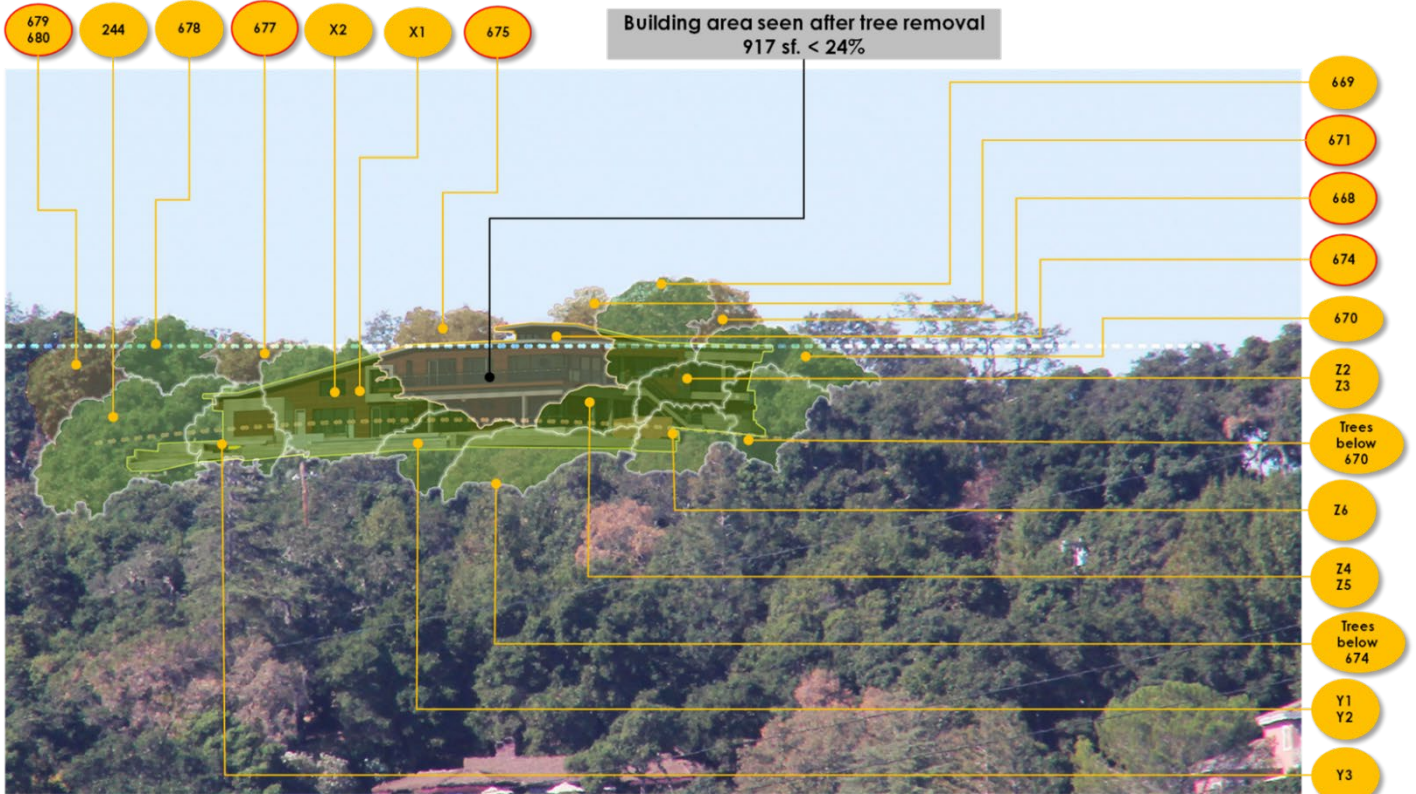 679
680
244
678
677
X2
X1
675
Building area seen after tree removal
917 sf. < 24%
669
671
668
674
670
Z2
Z3
Trees
below
670
Z6
Z4
Z5
Trees
below
674
Y1
Y2
Y3